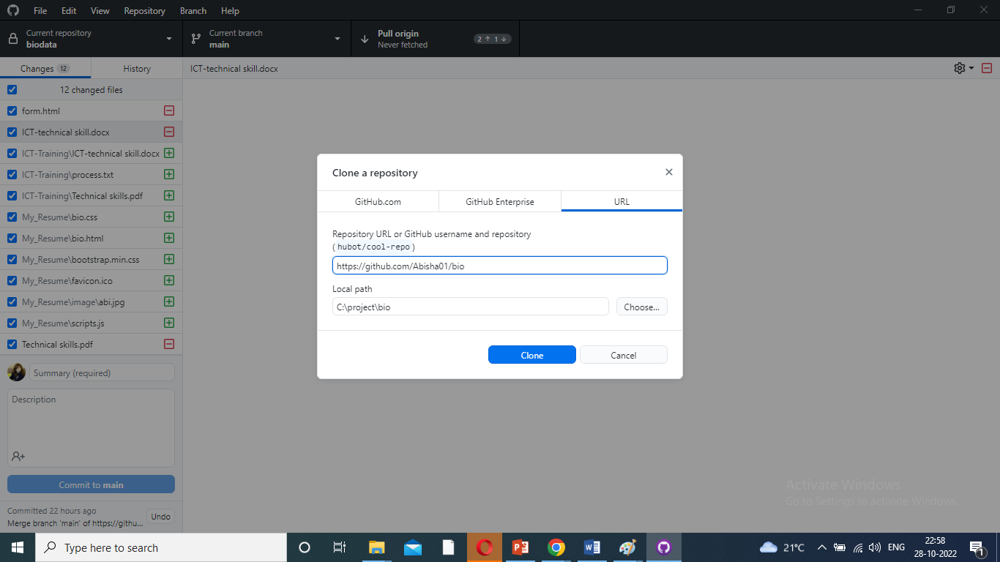 File Edit View Repository Branch Help
Current repository
biodata
Current branch
main
Pull origin
Never fetched
2 ↑ 1 ↓
Changes 12
History
ICT-technical skill.docx
12 changed files
form.html
ICT-technical skill.docx
ICT-Training\ICT-technical skill.docx
ICT-Training\process.txt
ICT-Training\Technical skills.pdf
My_Resume\bio.css
My_Resume\bio.html
My_Resume\bootstrap.min.css
My_Resume\favicon.ico
My_Resume\image\abi.jpg
My_Resume\scripts.js
Technical skills.pdf
Summary (required)
Description
Commit to main
Committed 22 hours ago
Merge branch 'main' of https://githu...
Undo
Clone a repository
GitHub.com
GitHub Enterprise
URL
Repository URL or GitHub username and repository
(hubot/cool-repo)
https://github.com/Abisha01/bio
Local path
C:\project\bio
Choose...
Clone
Cancel
Activate Windows
Go to Settings to activate Windows.
Type here to search
21°C
ENG
22:58
28-10-2022
1